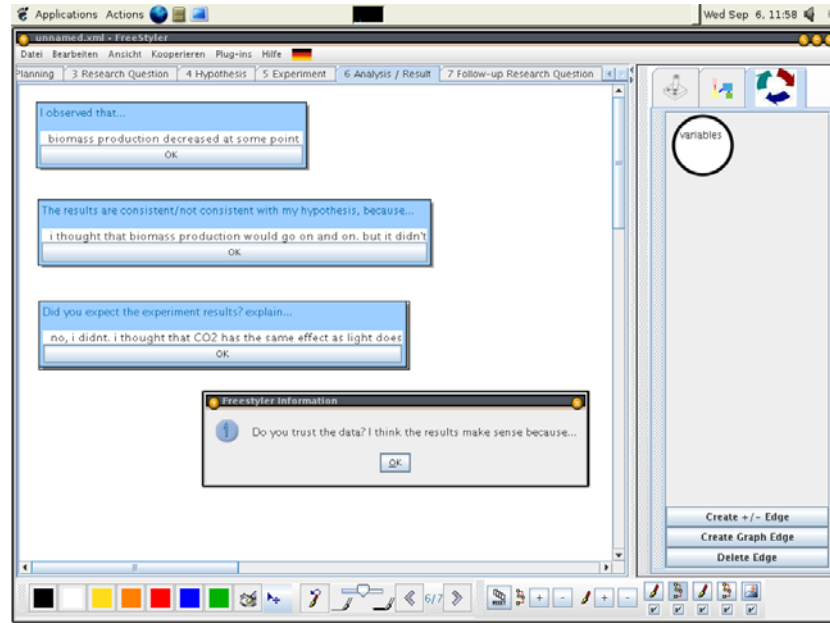 Applications Actions
Wed Sep 6, 11:58
unnamed.xml - FreeStyler
Datei Bearbeiten Ansicht Kooperieren Plug-ins Hilfe
Planning 3 Research Question 4 Hypothesis 5 Experiment 6 Analysis / Result 7 Follow-up Research Question
I observed that...
biomass production decreased at some point
OK
The results are consistent/not consistent with my hypothesis, because...
i thought that biomass production would go on and on. but it didn't
OK
Did you expect the experiment results? explain...
no, i didnt. i thought that CO2 has the same effect as light does
OK
Freestyler Information
Do you trust the data? I think the results make sense because...
OK
variables
Create +/- Edge
Create Graph Edge
Delete Edge
6/7
RESET
+ - + -